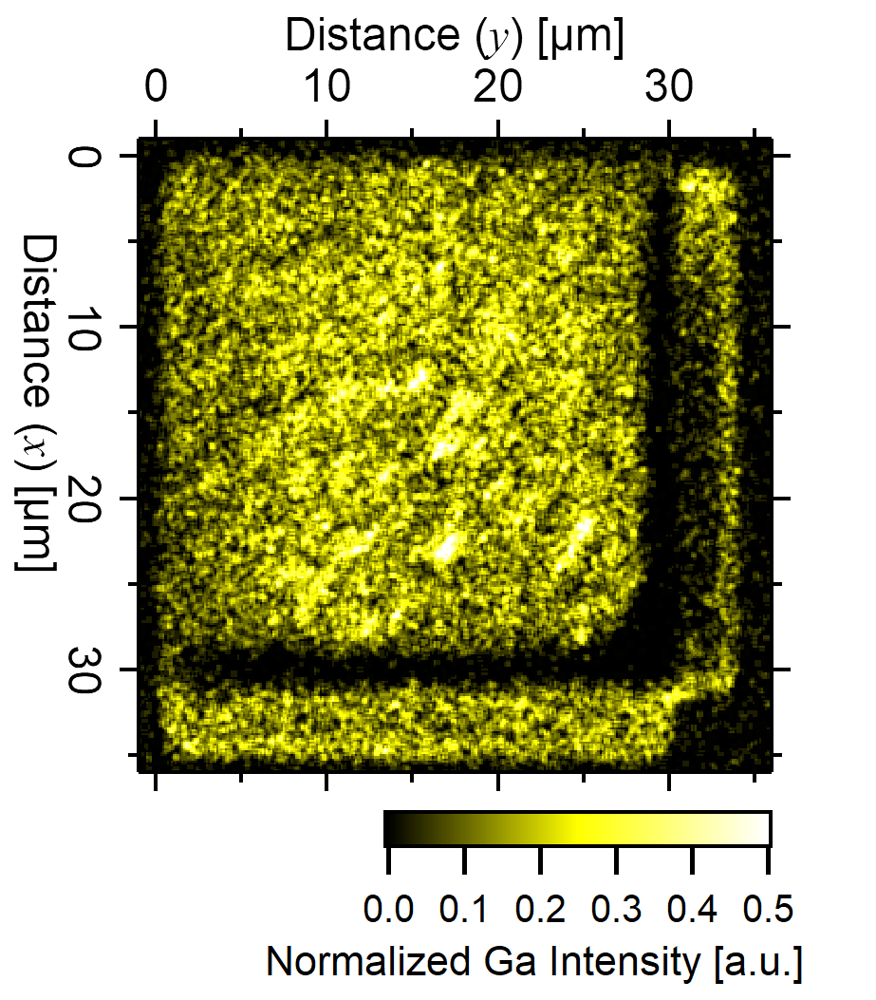 Distance (y) [µm]
0 10 20 30
0 10 20 30
Distance (x) [µm]
0.0 0.1 0.2 0.3 0.4 0.5
Normalized Ga Intensity [a.u.]